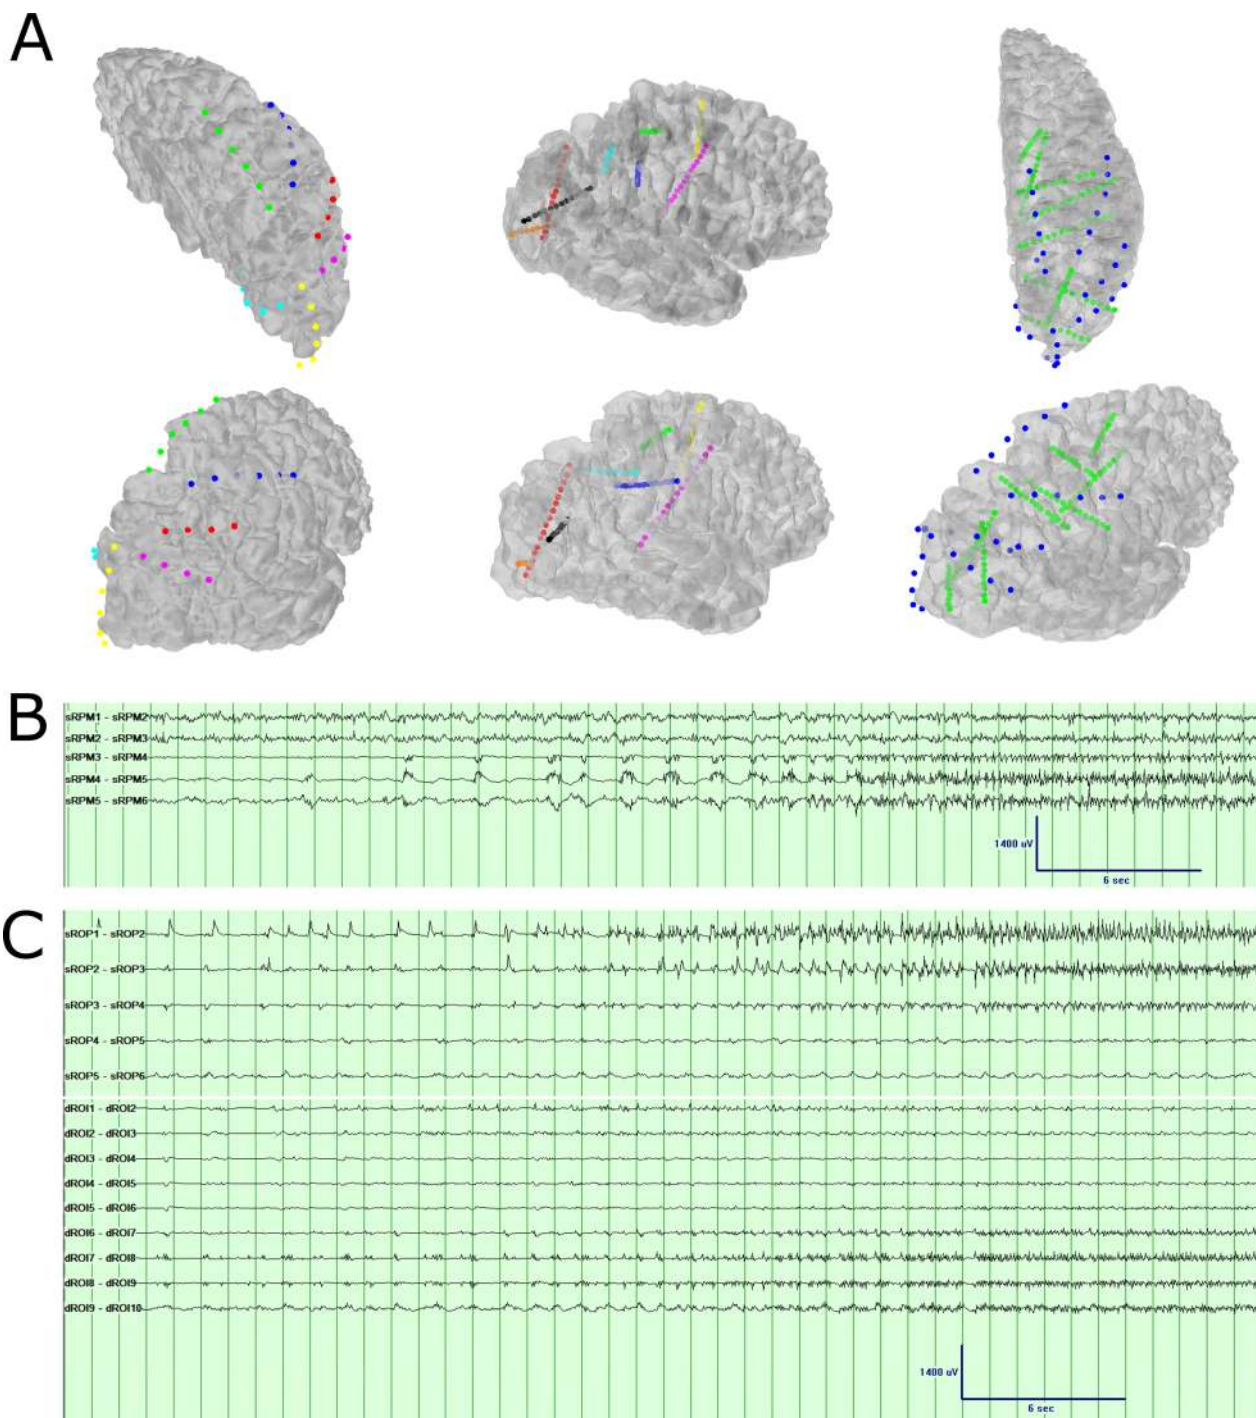 A
B
sRPM1 - sRPM2
sRPM2 - sRPM3
sRPM3 - sRPM4
sRPM4 - sRPM5
sRPM5 - sRPM6
1400 uV
6 sec
C
sROP1 - sROP2
sROP2 - sROP3
sROP3 - sROP4
sROP4 - sROP5
sROP5 - sROP6
dROI1 - dROI2
dROI2 - dROI3
dROI3 - dROI4
dROI4 - dROI5
dROI5 - dROI6
dROI6 - dROI7
dROI7 - dROI8
dROI8 - dROI9
dROI9 - dROI10
1400 uV
6 sec